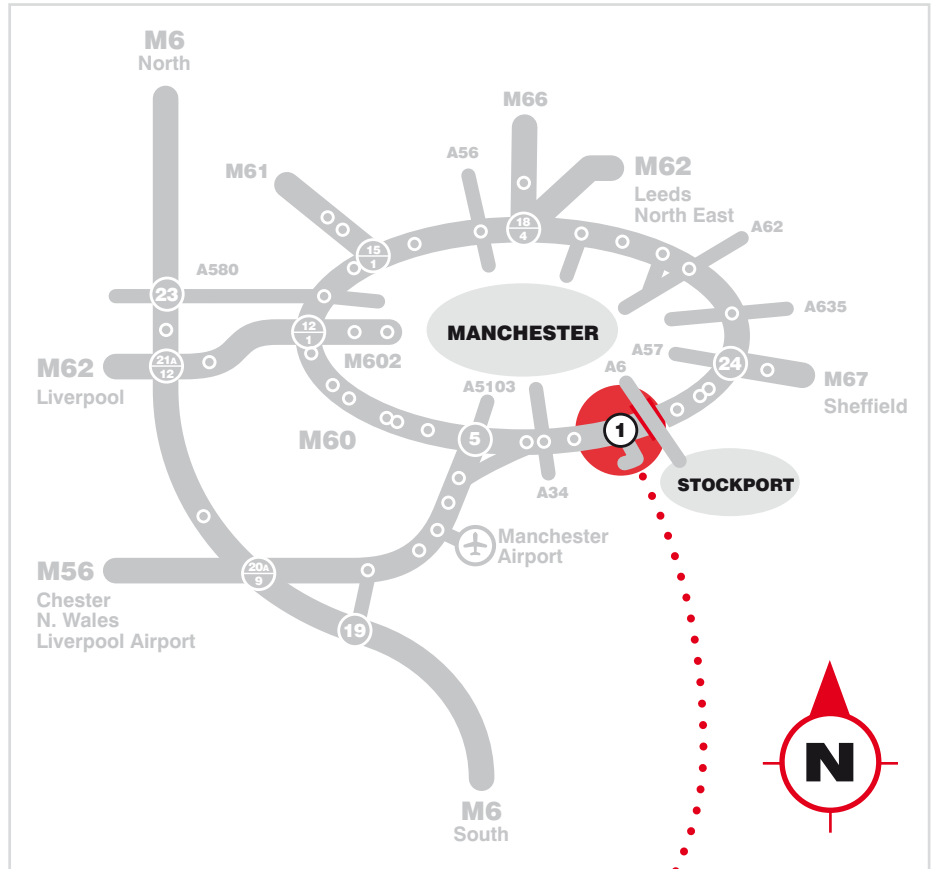 M6
North
M66
A56
M61
M62
Leeds
North East
18
4
A62
15
1
A580
23
A635
12
1
MANCHESTER
A57
M602
21A
12
24
M62
Liverpool
A6
M67
Sheffield
A5103
M60
5
1
A34
STOCKPORT
Manchester
Airport
M56
20A
9
Chester
N. Wales
Liverpool Airport
19
N
M6
South